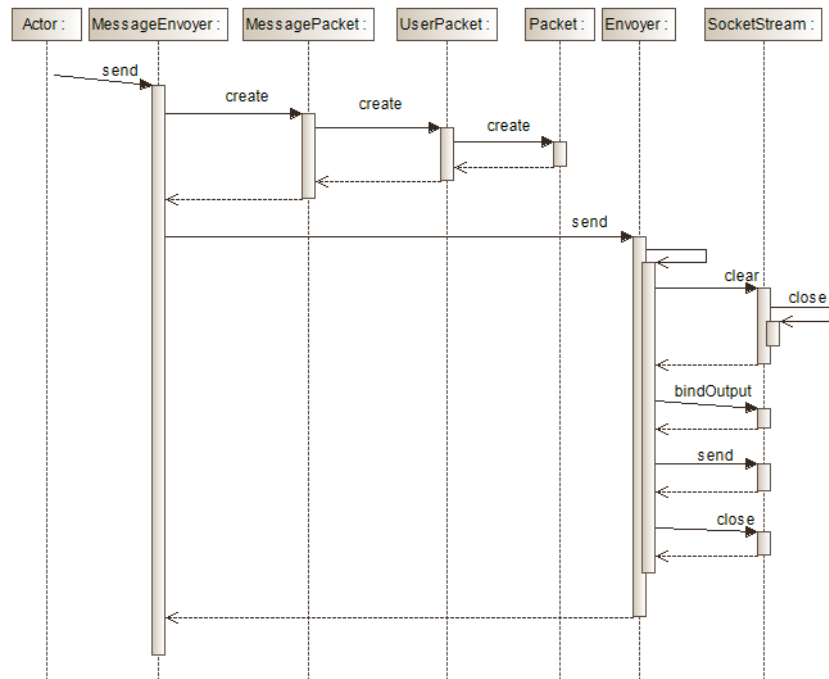 Actor :
MessageEnvoyer :
MessagePacket :
UserPacket :
Packet :
Envoyer :
SocketStream :
send
create
create
create
send
clear
close
bindOutput
send
close